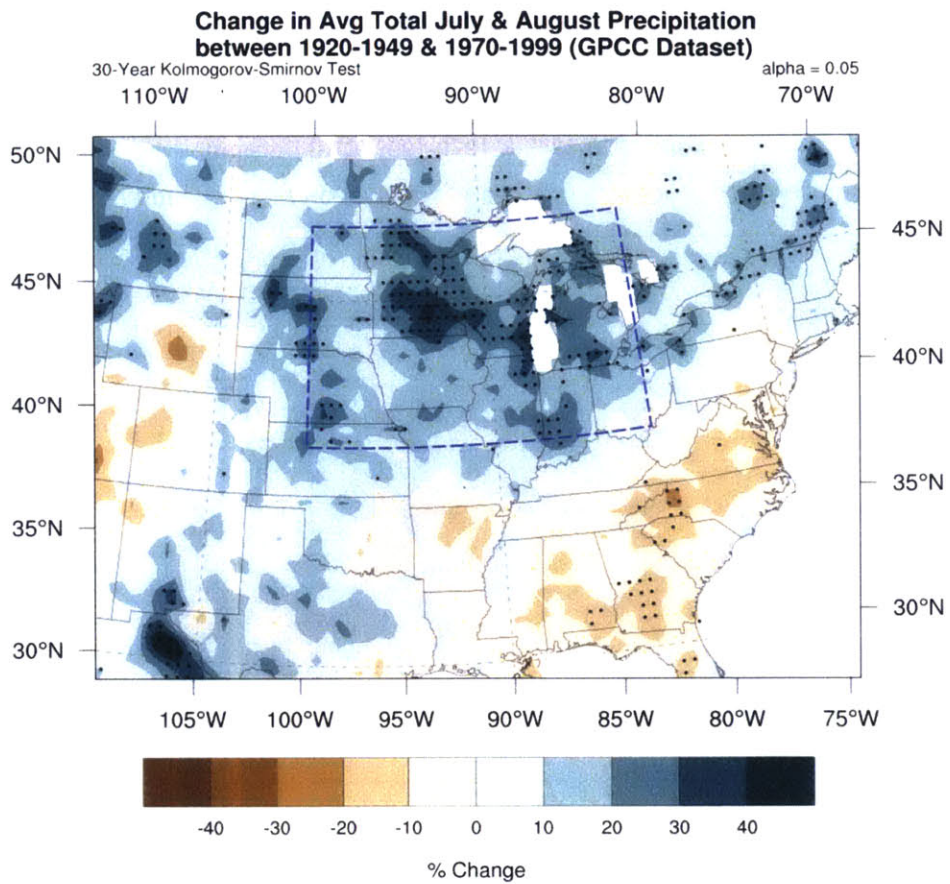 Change in Avg Total July & August Precipitation
between 1920-1949 & 1970-1999 (GPCC Dataset)
30-Year Kolmogorov-Smirnov Test alpha = 0.05
110°W 100°W 90°W 80°W 70°W
50°N
45°N
45°N
40°N
40°N
35°N
35°N
30°N
30°N
105°W 100°W 95°W 90°W 85°W 80°W 75°W
-40 -30 -20 -10 0 10 20 30 40
% Change